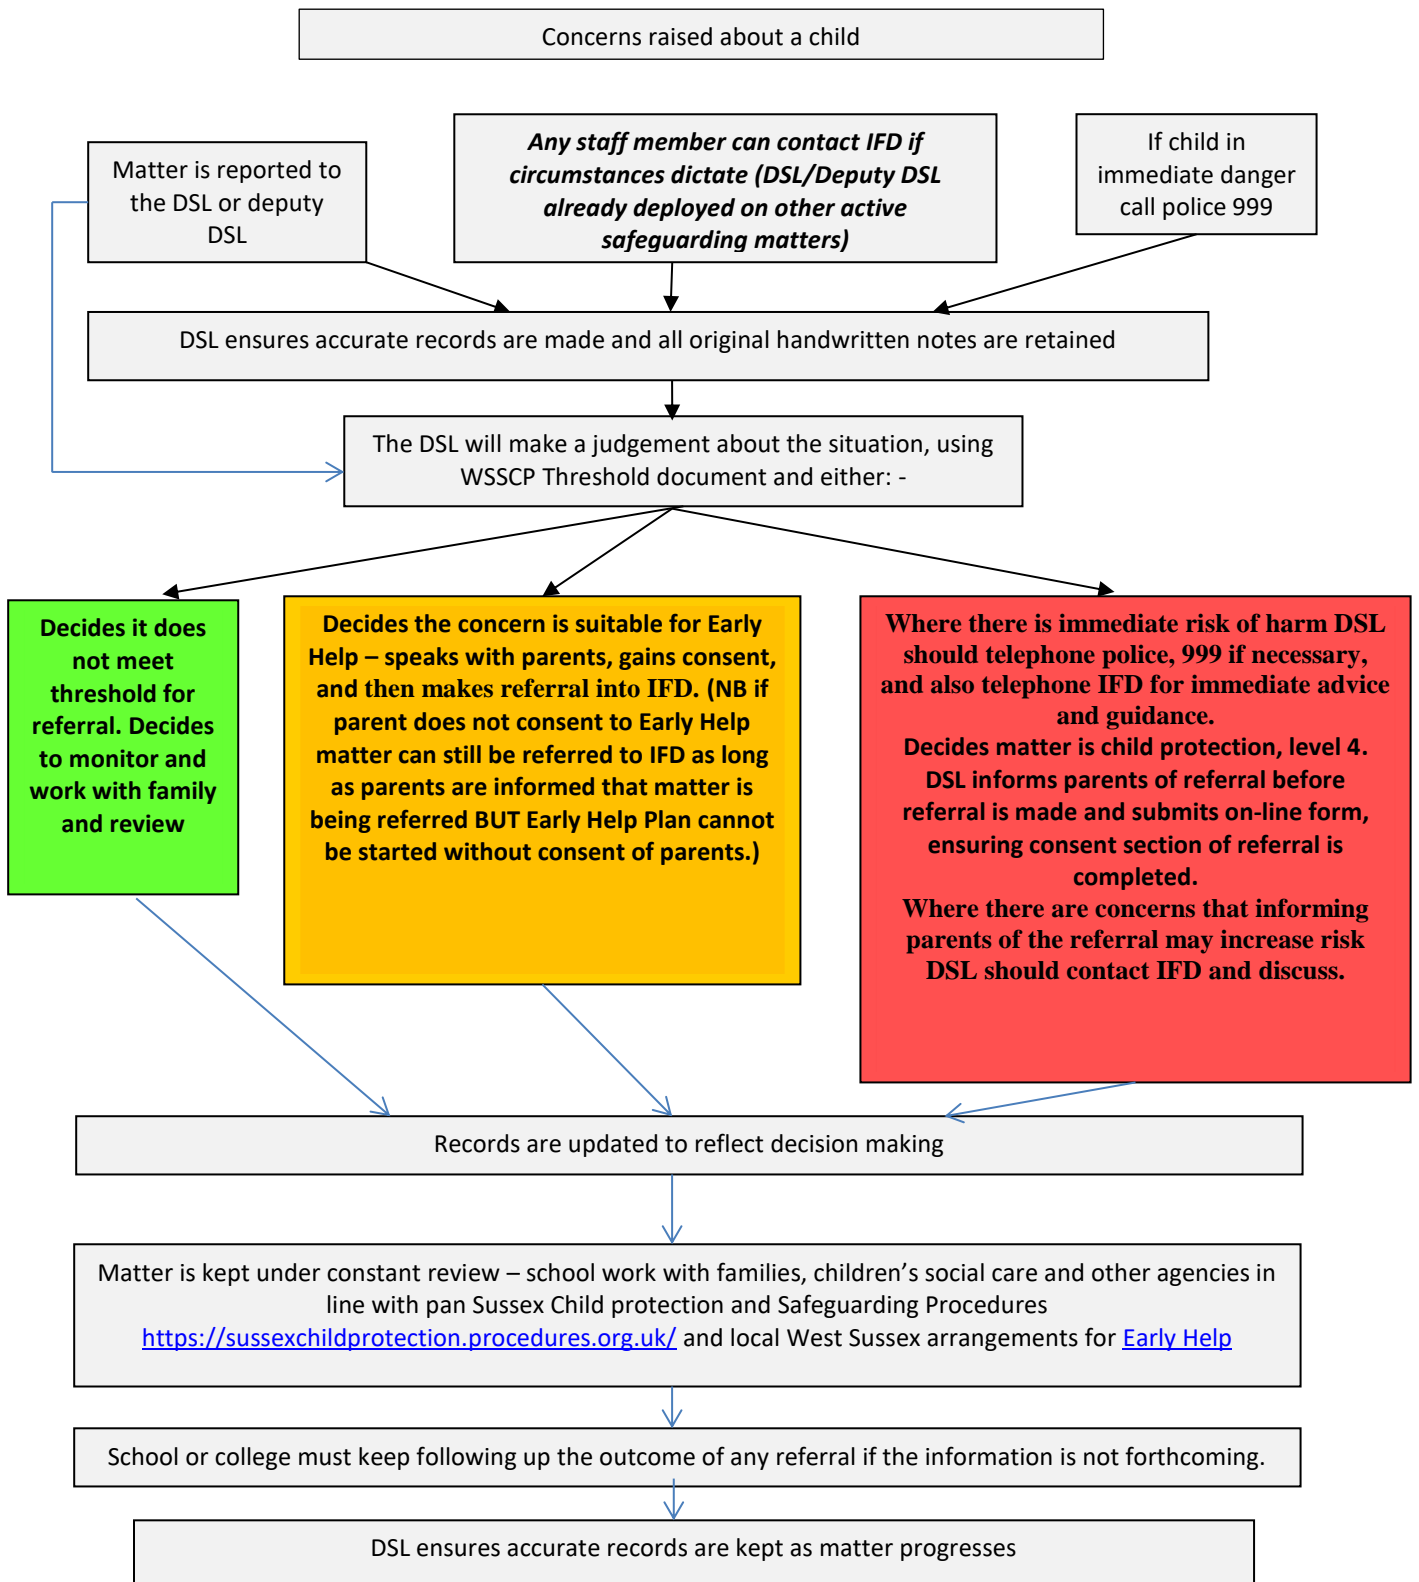 Concerns raised about a child
Matter is reported to
the DSL or deputy
DSL
Any staff member can contact IFD if
circumstances dictate (DSL/Deputy DSL
already deployed on other active
safeguarding matters)
If child in
immediate danger
call police 999
DSL ensures accurate records are made and all original handwritten notes are retained
The DSL will make a judgement about the situation, using
WSSCP Threshold document and either: -
Decides it does
not meet
threshold for
referral. Decides
to monitor and
work with family
and review
Decides the concern is suitable for Early
Help – speaks with parents, gains consent,
and then makes referral into IFD. (NB if
parent does not consent to Early Help
matter can still be referred to IFD as long
as parents are informed that matter is
being referred BUT Early Help Plan cannot
be started without consent of parents.)
Where there is immediate risk of harm DSL
should telephone police, 999 if necessary,
and also telephone IFD for immediate advice
and guidance.
Decides matter is child protection, level 4.
DSL informs parents of referral before
referral is made and submits on-line form,
ensuring consent section of referral is
completed.
Where there are concerns that informing
parents of the referral may increase risk
DSL should contact IFD and discuss.
Records are updated to reflect decision making
Matter is kept under constant review – school work with families, children’s social care and other agencies in
line with pan Sussex Child protection and Safeguarding Procedures
https://sussexchildprotection.procedures.org.uk/ and local West Sussex arrangements for Early Help
School or college must keep following up the outcome of any referral if the information is not forthcoming.
DSL ensures accurate records are kept as matter progresses